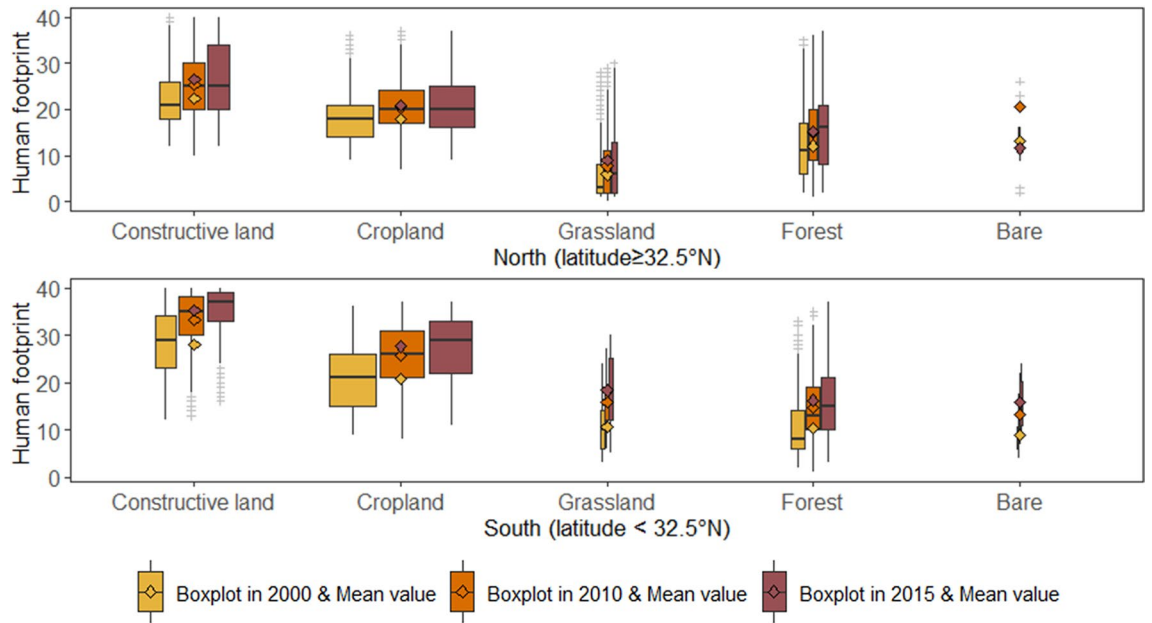 Human footprint
40
30
20
10
0
Constructive land Cropland Grassland Forest Bare
North (latitude≥32.5°N)
Human footprint
40
30
20
10
0
Constructive land Cropland Grassland Forest Bare
South (latitude < 32.5°N)
Boxplot in 2000 & Mean value Boxplot in 2010 & Mean value Boxplot in 2015 & Mean value